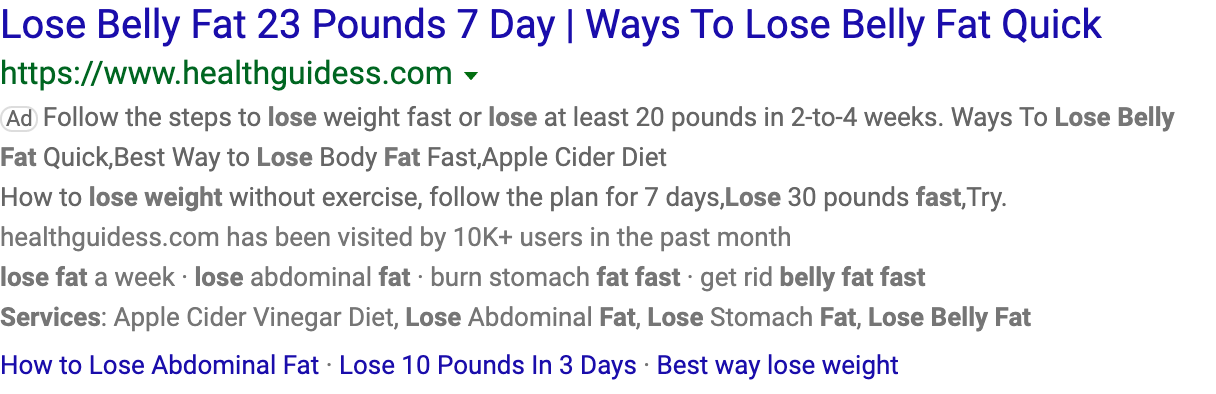 Lose Belly Fat 23 Pounds 7 Day | Ways To Lose Belly Fat Quick
https://www.healthguidess.com
Ad Follow the steps to lose weight fast or lose at least 20 pounds in 2-to-4 weeks. Ways To Lose Belly
Fat Quick,Best Way to Lose Body Fat Fast,Apple Cider Diet
How to lose weight without exercise, follow the plan for 7 days,Lose 30 pounds fast,Try.
healthguidess.com has been visited by 10K+ users in the past month
lose fat a week · lose abdominal fat · burn stomach fat fast · get rid belly fat fast
Services: Apple Cider Vinegar Diet, Lose Abdominal Fat, Lose Stomach Fat, Lose Belly Fat
How to Lose Abdominal Fat · Lose 10 Pounds In 3 Days · Best way lose weight